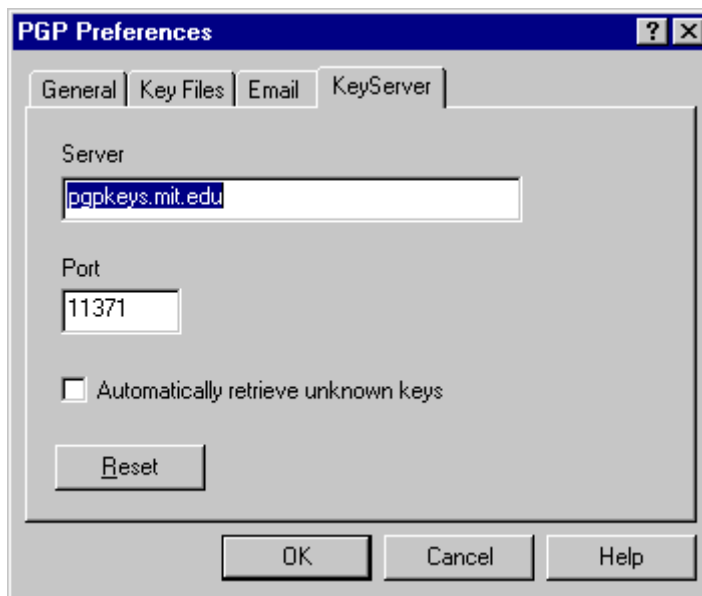 PGP Preferences
General Key Files Email KeyServer
Server
pgpkeys.mit.edu
Port
11371
Automatically retrieve unknown keys
Reset
OK Cancel Help